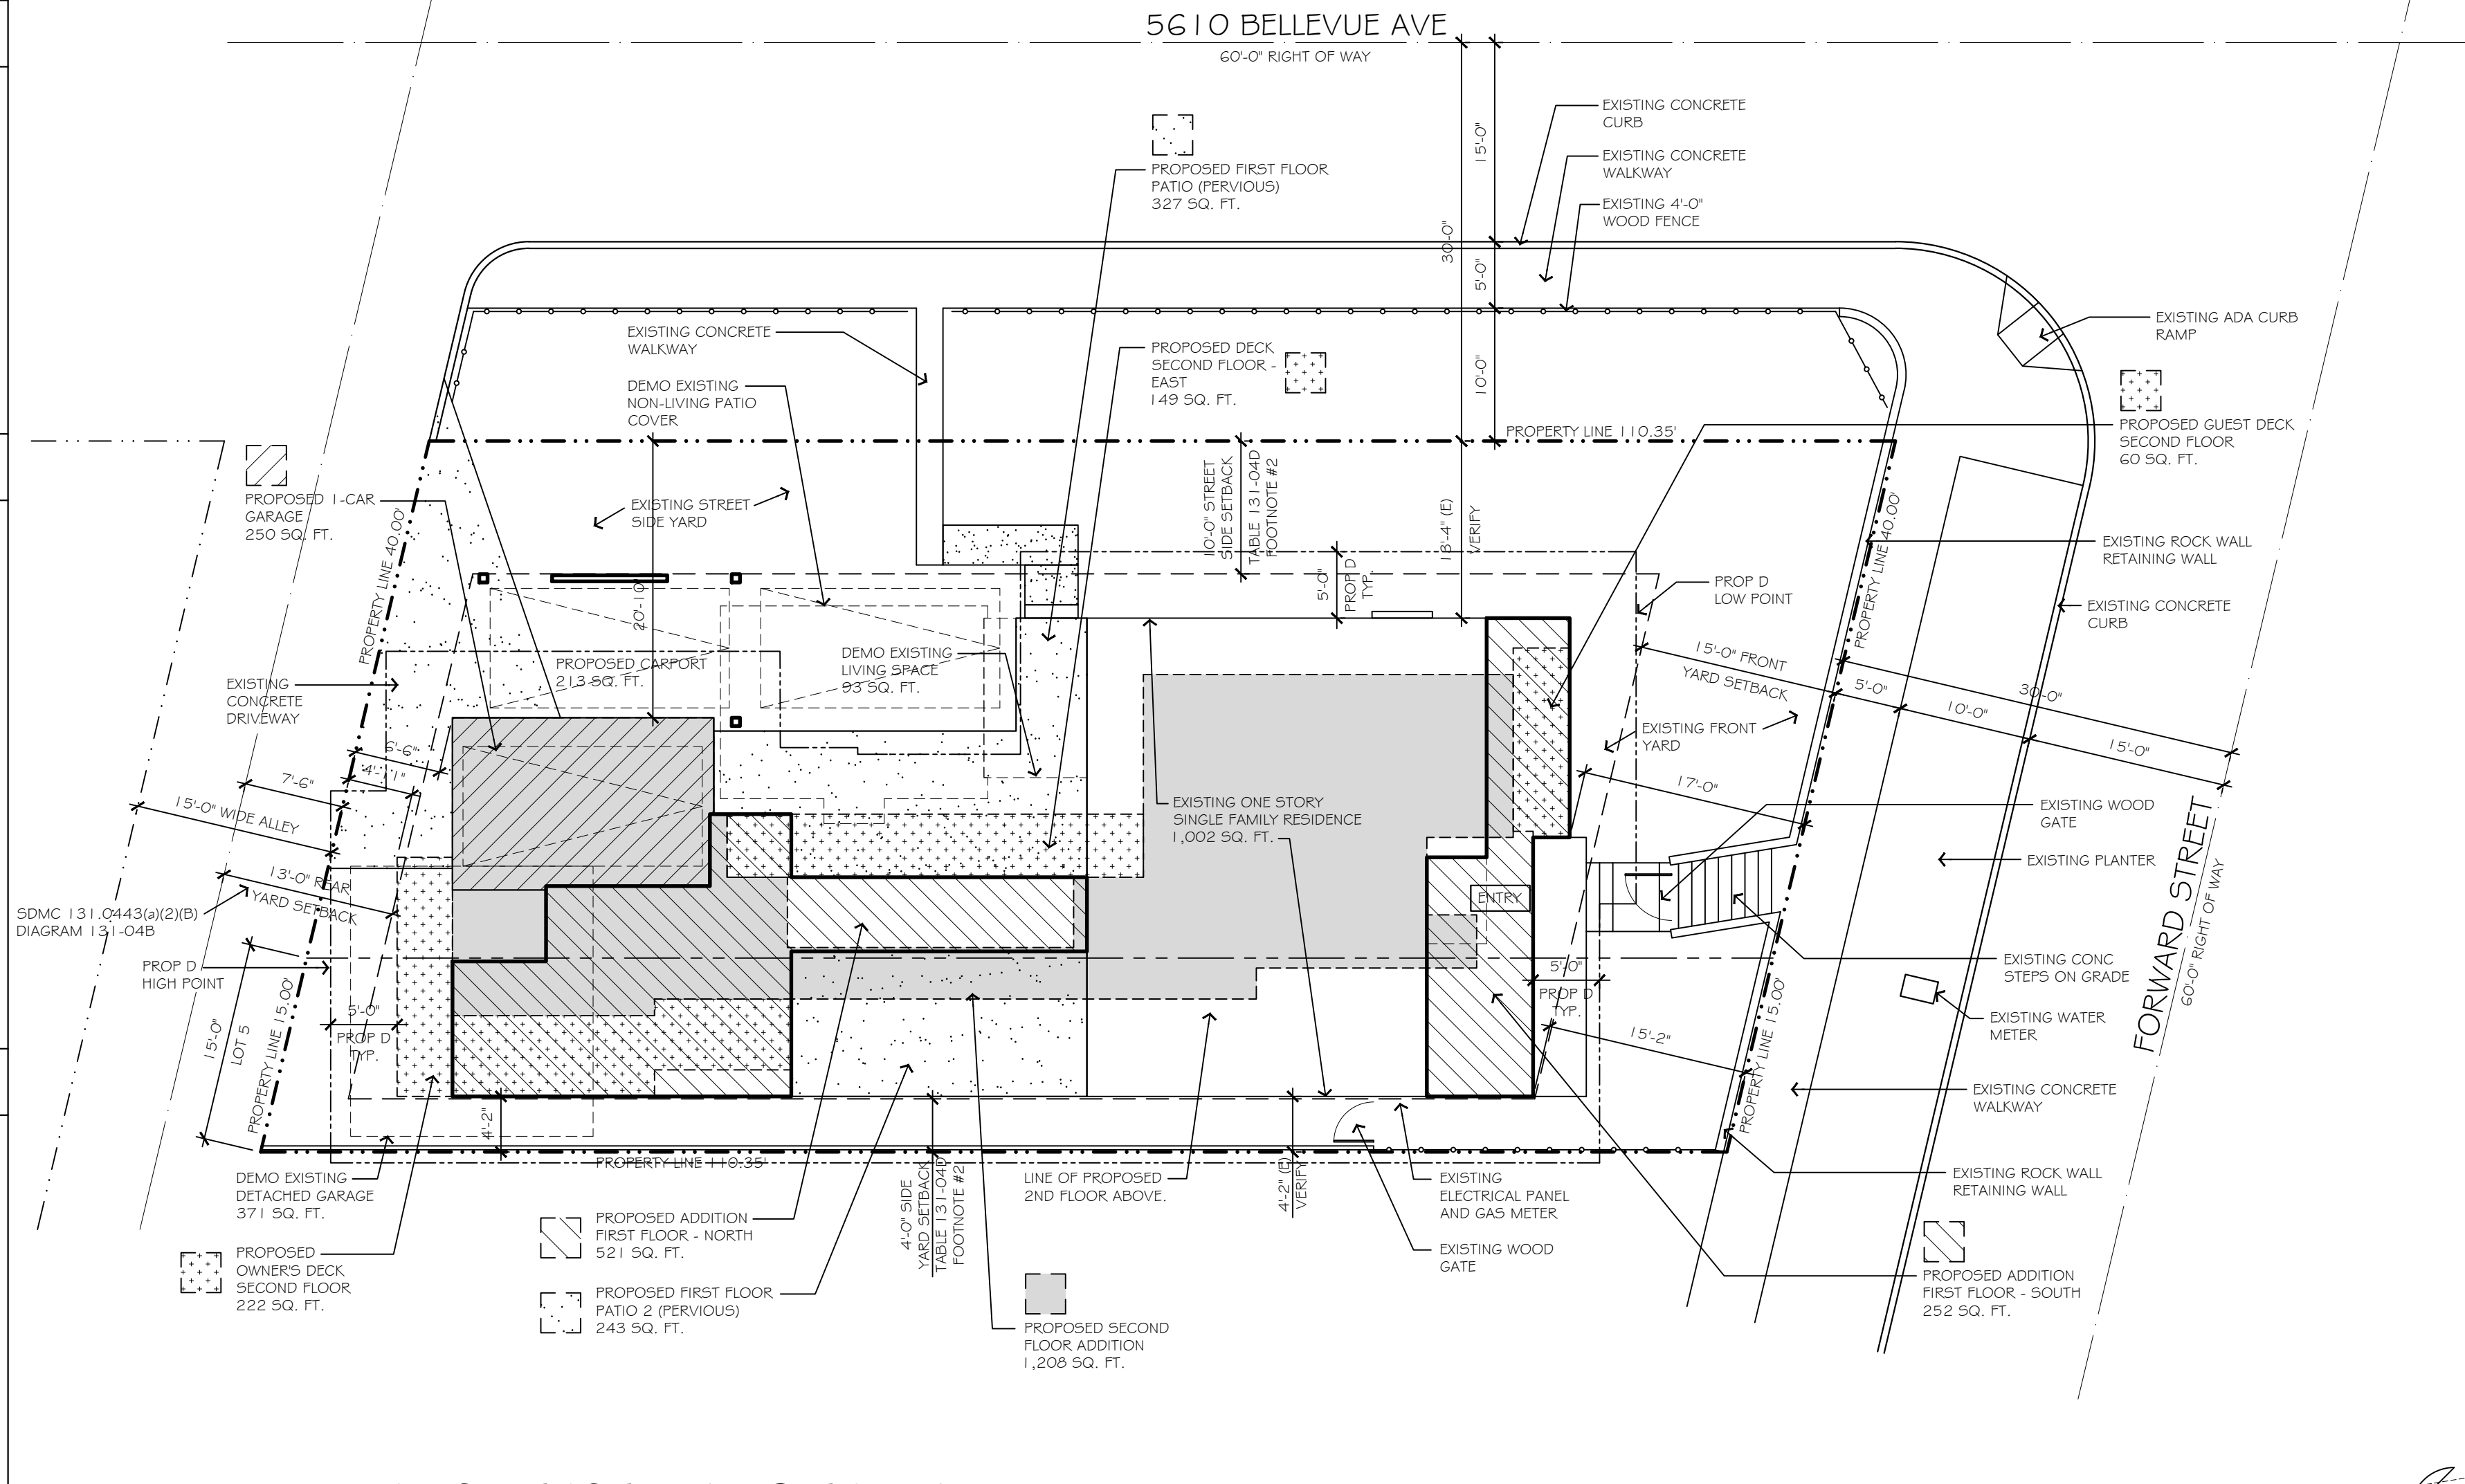 5610 BELLEVUE AVE
60'-0" RIGHT OF WAY
EXISTING CONCRETE
CURB
15'-0"
EXISTING CONCRETE
WALKWAY
PROPOSED FIRST FLOOR
PATIO (PERVIOUS)
327 SQ. FT.
EXISTING 4'-0"
WOOD FENCE
30'-0"
5'-0"
EXISTING ADA CURB
RAMP
EXISTING CONCRETE
WALKWAY
PROPOSED DECK
SECOND FLOOR -
EAST
149 SQ. FT.
10'-0"
DEMO EXISTING
NON-LIVING PATIO
COVER
PROPOSED GUEST DECK
SECOND FLOOR
60 SQ. FT.
PROPERTY LINE 110.35'
PROPOSED 1-CAR
GARAGE
250 SQ. FT.
EXISTING STREET
SIDE YARD
10'-0" STREET
SIDE SETBACK
TABLE 131-04D
FOOTNOTE #2
18'-4" (E)
VERIFY
PROPERTY LINE 40.00'
PROPERTY LINE 40.00'
EXISTING ROCK WALL
RETAINING WALL
20'-10"
5'-0"
PROP D
TYP.
PROP D
LOW POINT
EXISTING CONCRETE
CURB
PROPOSED CARPORT
213 SQ. FT.
DEMO EXISTING
LIVING SPACE
93 SQ. FT.
15'-0" FRONT
YARD SETBACK
EXISTING
CONCRETE
DRIVEWAY
5'-0"
30'-0"
10'-0"
15'-0"
EXISTING FRONT
YARD
6'-6"
4'-11"
7'-6"
15'-0" WIDE ALLEY
17'-0"
EXISTING ONE STORY
SINGLE FAMILY RESIDENCE
1,002 SQ. FT.
EXISTING WOOD
GATE
EXISTING PLANTER
13'-0" REAR
YARD SETBACK
ENTRY
SDMC 131.0443(a)(2)(B)
DIAGRAM 131-04B
FORWARD STREET
60'-0" RIGHT OF WAY
PROP D
HIGH POINT
5'-0"
PROP D
TYP.
EXISTING CONC
STEPS ON GRADE
15'-0"
LOT 5
PROPERTY LINE 15.00'
5'-0"
PROP D
TYP.
EXISTING WATER
METER
15'-2"
PROPERTY LINE 15.00'
EXISTING CONCRETE
WALKWAY
4'-2"
PROPERTY LINE 110.35'
DEMO EXISTING
DETACHED GARAGE
371 SQ. FT.
4'-0" SIDE
YARD SETBACK
TABLE 131-04D
FOOTNOTE #2
LINE OF PROPOSED
2ND FLOOR ABOVE.
4'-2" (E)
VERIFY
EXISTING
ELECTRICAL PANEL
AND GAS METER
EXISTING ROCK WALL
RETAINING WALL
PROPOSED ADDITION
FIRST FLOOR - NORTH
521 SQ. FT.
EXISTING WOOD
GATE
PROPOSED
OWNER'S DECK
SECOND FLOOR
222 SQ. FT.
PROPOSED ADDITION
FIRST FLOOR - SOUTH
252 SQ. FT.
PROPOSED FIRST FLOOR
PATIO 2 (PERVIOUS)
243 SQ. FT.
PROPOSED SECOND
FLOOR ADDITION
1,208 SQ. FT.